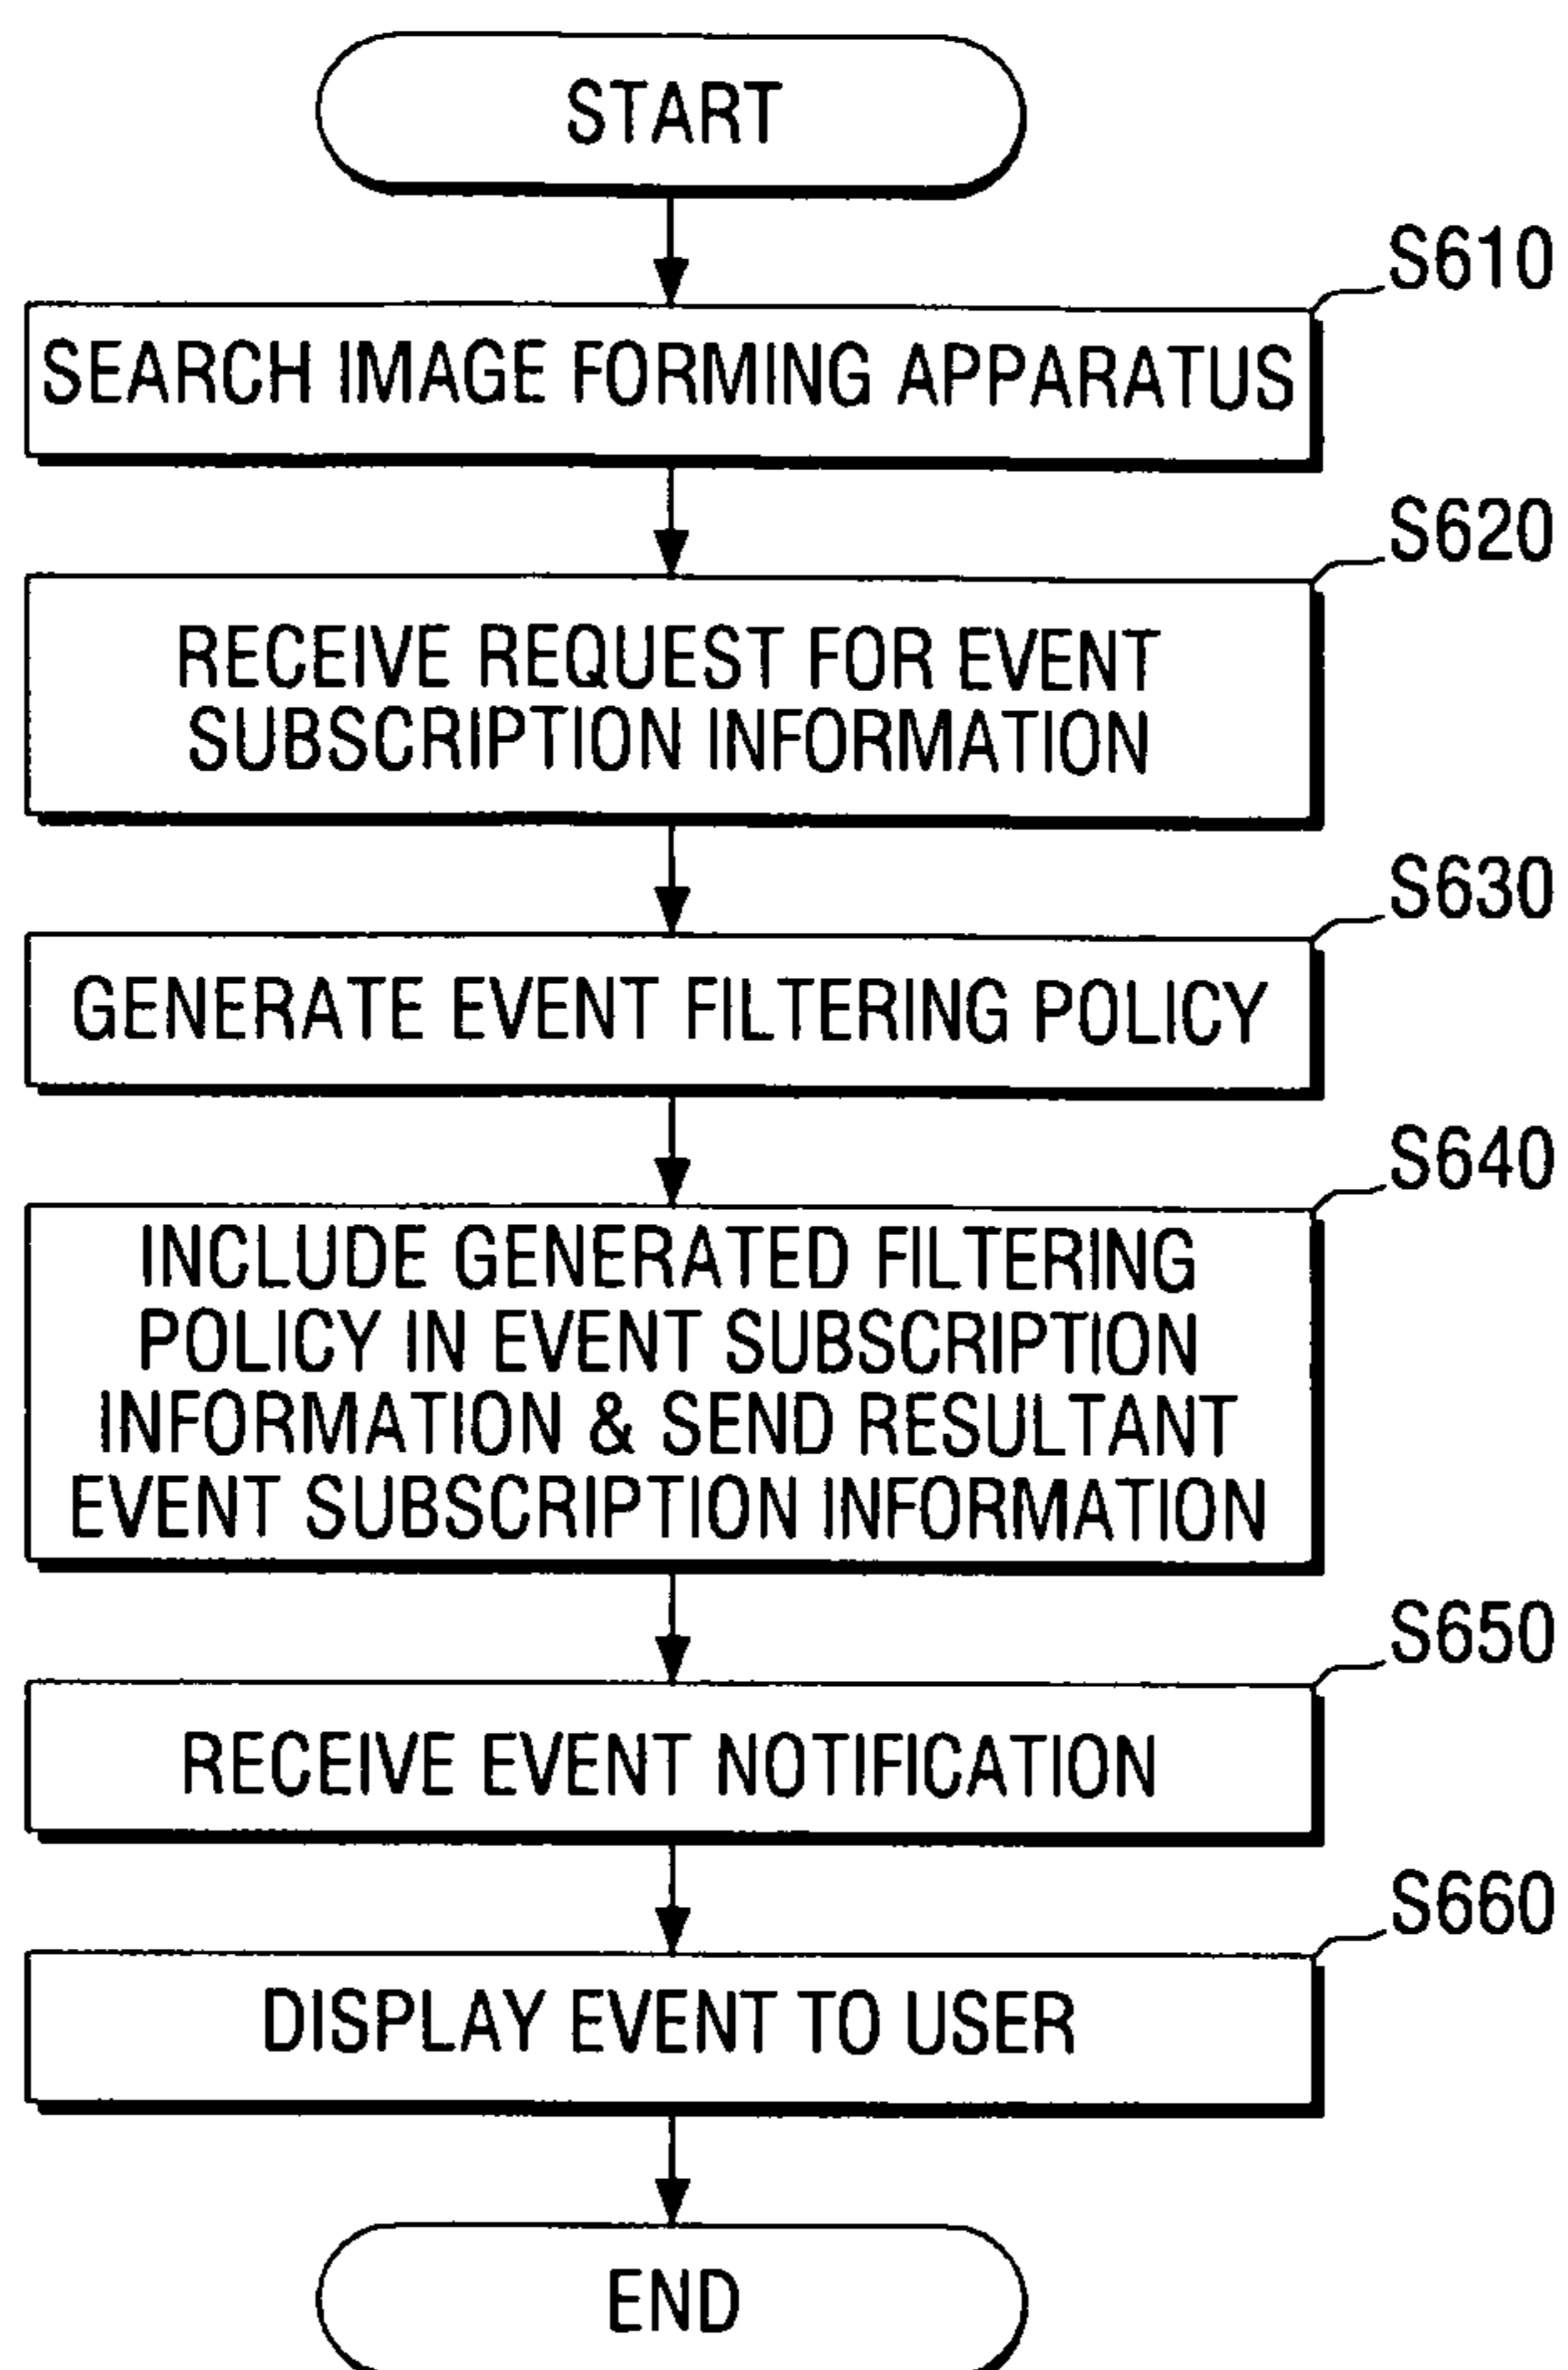 START
S610
SEARCH IMAGE FORMING APPARATUS
S620
RECEIVE REQUEST FOR EVENT
SUBSCRIPTION INFORMATION
S630
GENERATE EVENT FILTERING POLICY
S640
INCLUDE GENERATED FILTERING
POLICY IN EVENT SUBSCRIPTION
INFORMATION & SEND RESULTANT
EVENT SUBSCRIPTION INFORMATION
S650
RECEIVE EVENT NOTIFICATION
S660
DISPLAY EVENT TO USER
END